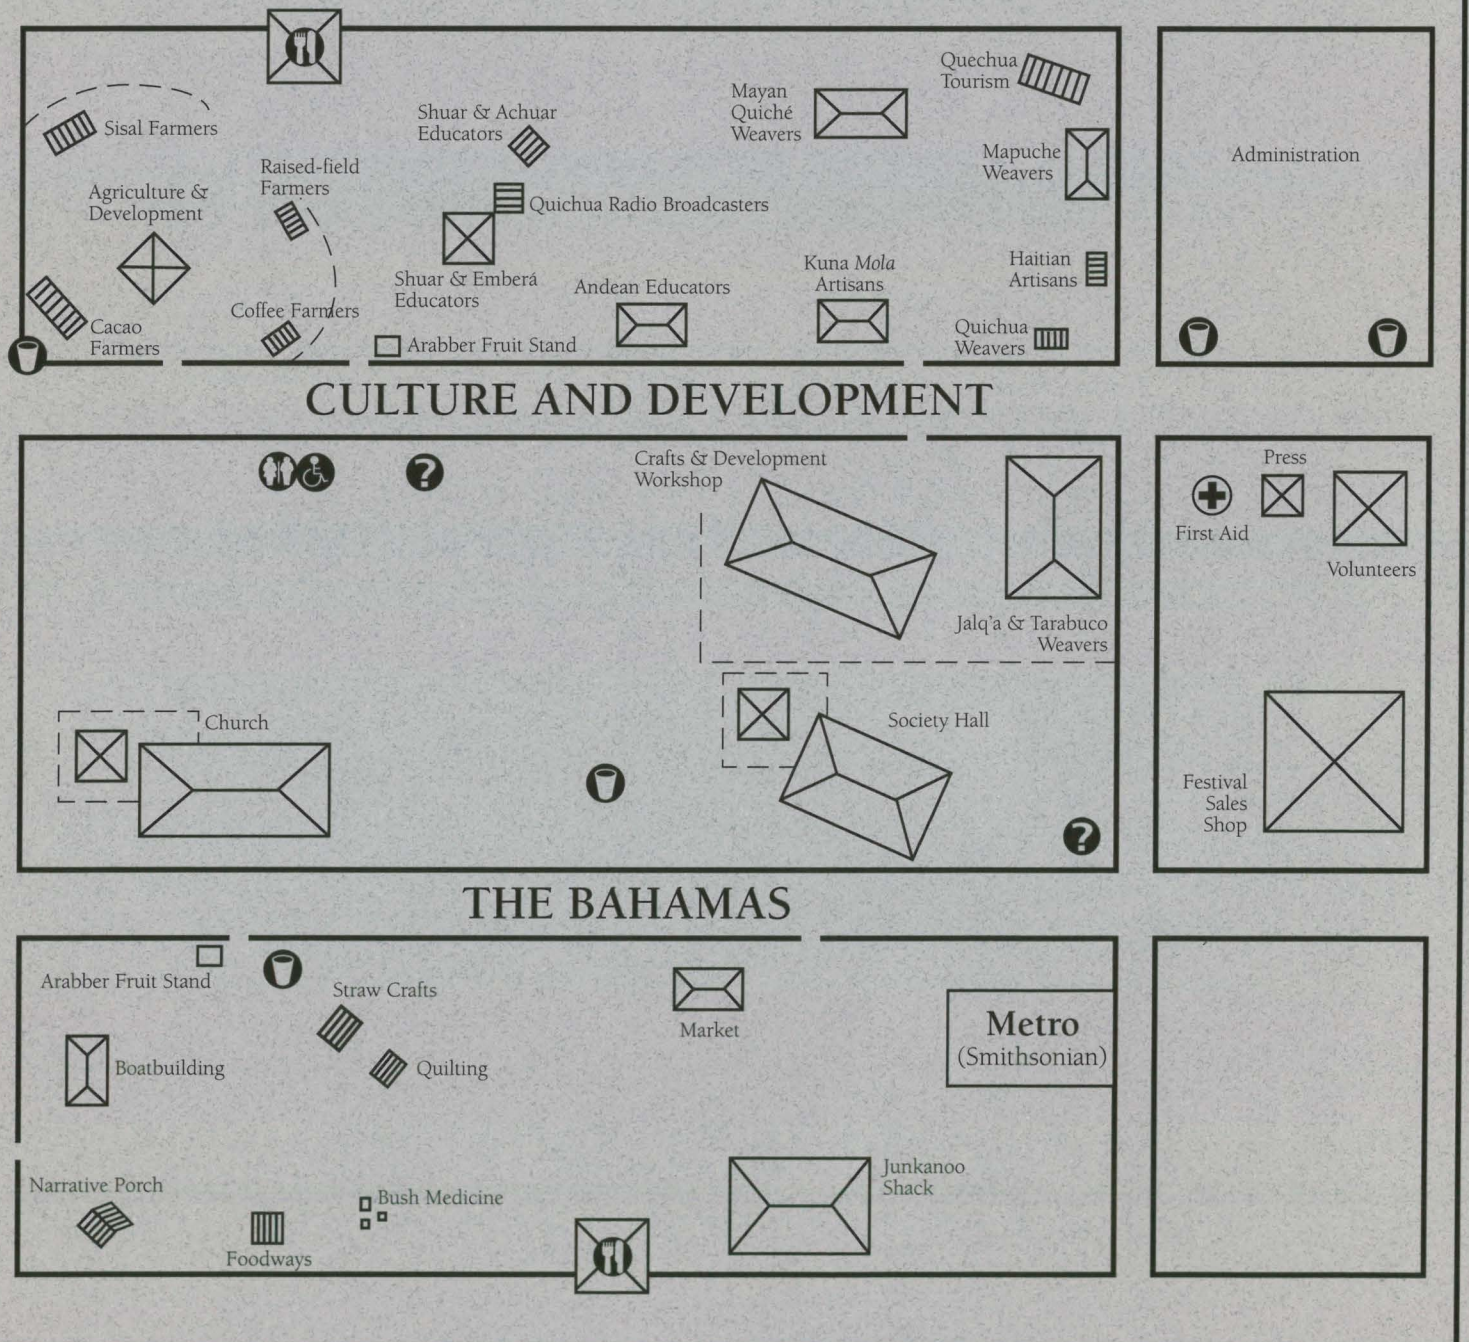 Sisal Farmers
Agriculture &
Development
Raised-field
Farmers
Cacao
Farmers
Coffee Farmers
Shuar & Achuar
Educators
Quichua Radio Broadcasters
Shuar & Emberá
Educators
Arabber Fruit Stand
Andean Educators
Mayan
Quiché
Weavers
Kuna Mola
Artisans
Quechua
Tourism
Mapuche
Weavers
Haitian
Artisans
Quichua
Weavers
Administration
CULTURE AND DEVELOPMENT
?
Crafts & Development
Workshop
Jalq'a & Tarabuco
Weavers
Church
Society Hall
?
First Aid
Press
Volunteers
Festival
Sales
Shop
THE BAHAMAS
Arabber Fruit Stand
Straw Crafts
Boatbuilding
Quilting
Market
Metro
(Smithsonian)
Narrative Porch
Foodways
Bush Medicine
Junkanoo
Shack